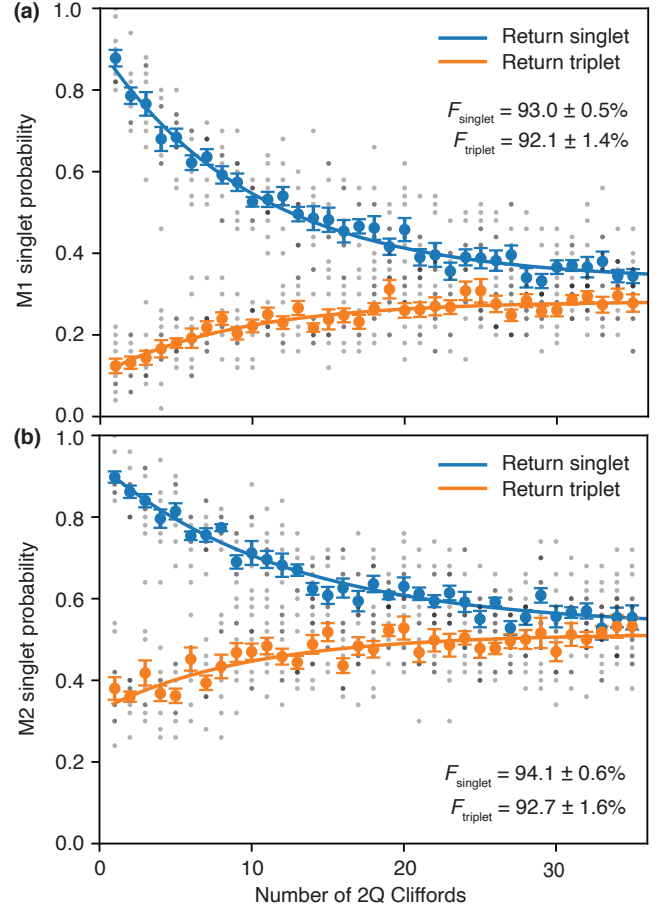 (a)
1.0
0.8
0.6
0.4
0.2
0.0
M1 singlet probability
Return singlet
Return triplet
F_singlet = 93.0 ± 0.5%
F_triplet = 92.1 ± 1.4%
(b)
1.0
0.8
0.6
0.4
0.2
0.0
M2 singlet probability
Return singlet
Return triplet
F_singlet = 94.1 ± 0.6%
F_triplet = 92.7 ± 1.6%
0 10 20 30
Number of 2Q Cliffords